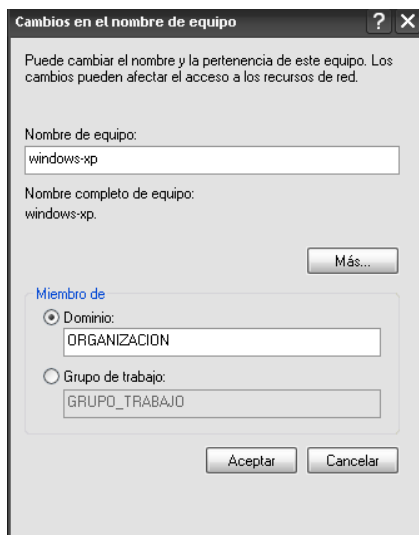 Cambios en el nombre de equipo
Puede cambiar el nombre y la pertenencia de este equipo. Los
cambios pueden afectar el acceso a los recursos de red.
Nombre de equipo:
windows-xp
Nombre completo de equipo:
windows-xp.
Más...
Miembro de
Dominio:
ORGANIZACION
Grupo de trabajo:
GRUPO_TRABAJO
Aceptar Cancelar